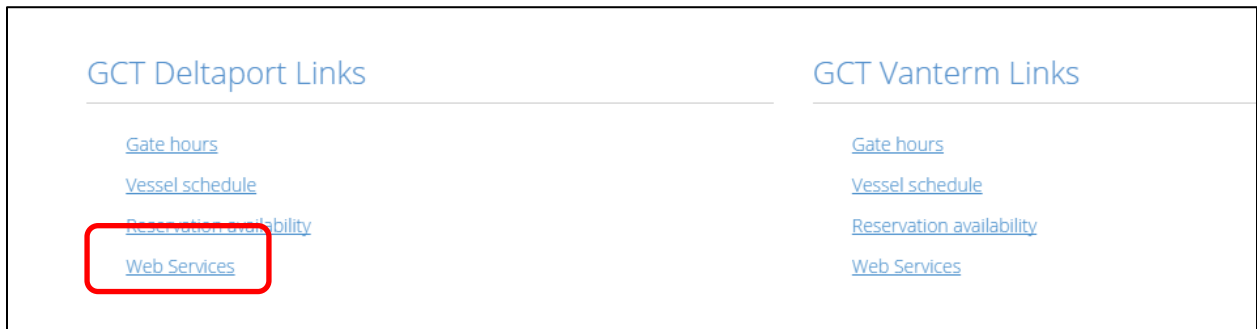 GCT Deltaport Links
Gate hours
Vessel schedule
Reservation availability
Web Services
GCT Vanterm Links
Gate hours
Vessel schedule
Reservation availability
Web Services